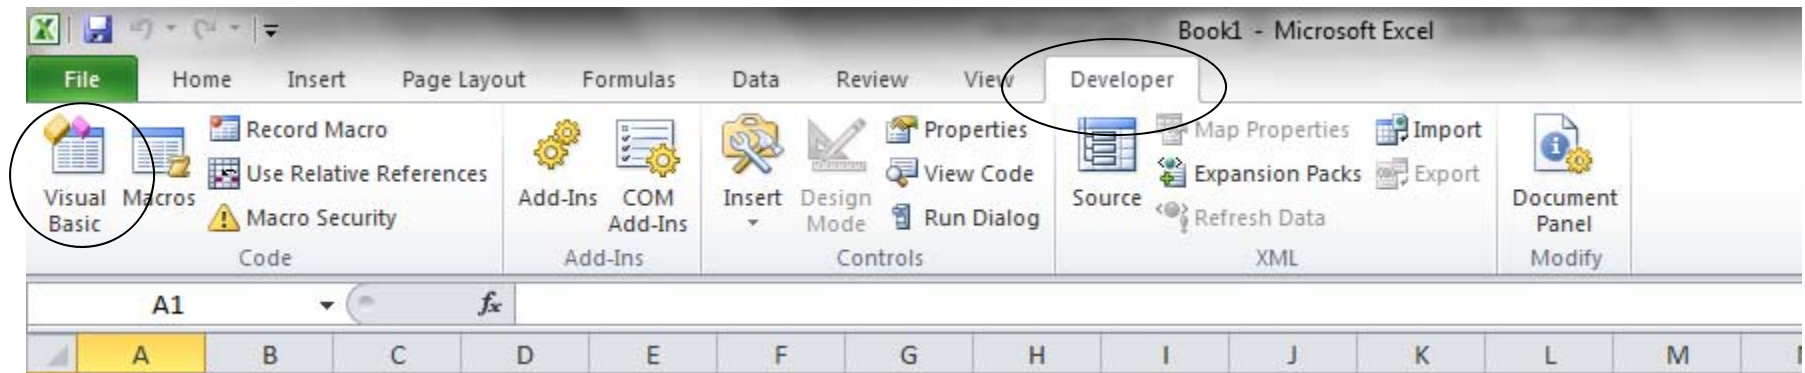 Book1 - Microsoft Excel
File Home Insert Page Layout Formulas Data Review View Developer
Visual Basic
Macros
Record Macro
Use Relative References
Macro Security
Code
Add-Ins
COM Add-Ins
Add-Ins
Insert
Design Mode
Properties
View Code
Run Dialog
Controls
Source
Map Properties
Expansion Packs
Refresh Data
Import
Export
XML
Document Panel
Modify
A1 fx
A B C D E F G H I J K L M